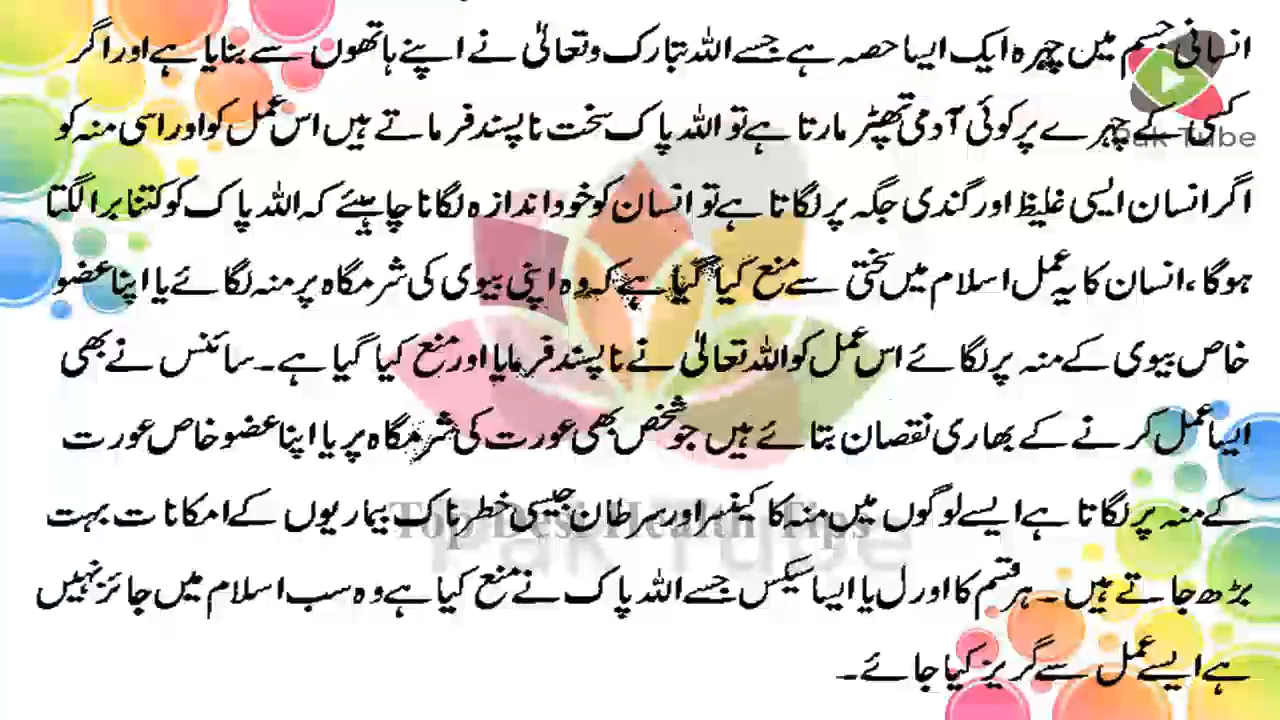 انسانی جسم میں چہرہ ایک ایسا حصہ ہے جسے اللہ تبارک وتعالیٰ نے اپنے ہاتھوں سے بنایا ہے اور اگر
کسی کے چہرے پر کوئی آدمی تھپڑ مارتا ہے تو اللہ پاک سخت ناپسند فرماتے ہیں اس عمل کو اور اسی منہ کو
اگر انسان ایسی غلیظ اور گندی جگہ پر لگاتا ہے تو انسان کو خود اندازہ لگانا چاہیئے کہ اللہ پاک کو کتنا برا لگتا
ہوگا، انسان کا یہ عمل اسلام میں سختی سے منع کیا گیا ہے کہ وہ اپنی بیوی کی شرمگاہ پر منہ لگائے یا اپنا عضو
خاص بیوی کے منہ پر لگائے اس عمل کو اللہ تعالیٰ نے ناپسند فرمایا اور منع کیا گیا ہے۔ سائنس نے بھی
ایسا عمل کرنے کے بھاری نقصان بتائے ہیں جو شخص بھی عورت کی شرمگاہ پر یا اپنا عضو خاص عورت
کے منہ پر لگاتا ہے ایسے لوگوں میں منہ کا کینسر اور سرطان جیسی خطرناک بیماریوں کے امکانات بہت
بڑھ جاتے ہیں۔ ہر قسم کا اورل یا ایسا سیکس جسے اللہ پاک نے منع کیا ہے وہ سب اسلام میں جائز نہیں
ہے ایسے عمل سے گریز کیا جائے۔
Pak Tube
Top Desi Health Tips
Pak Tube